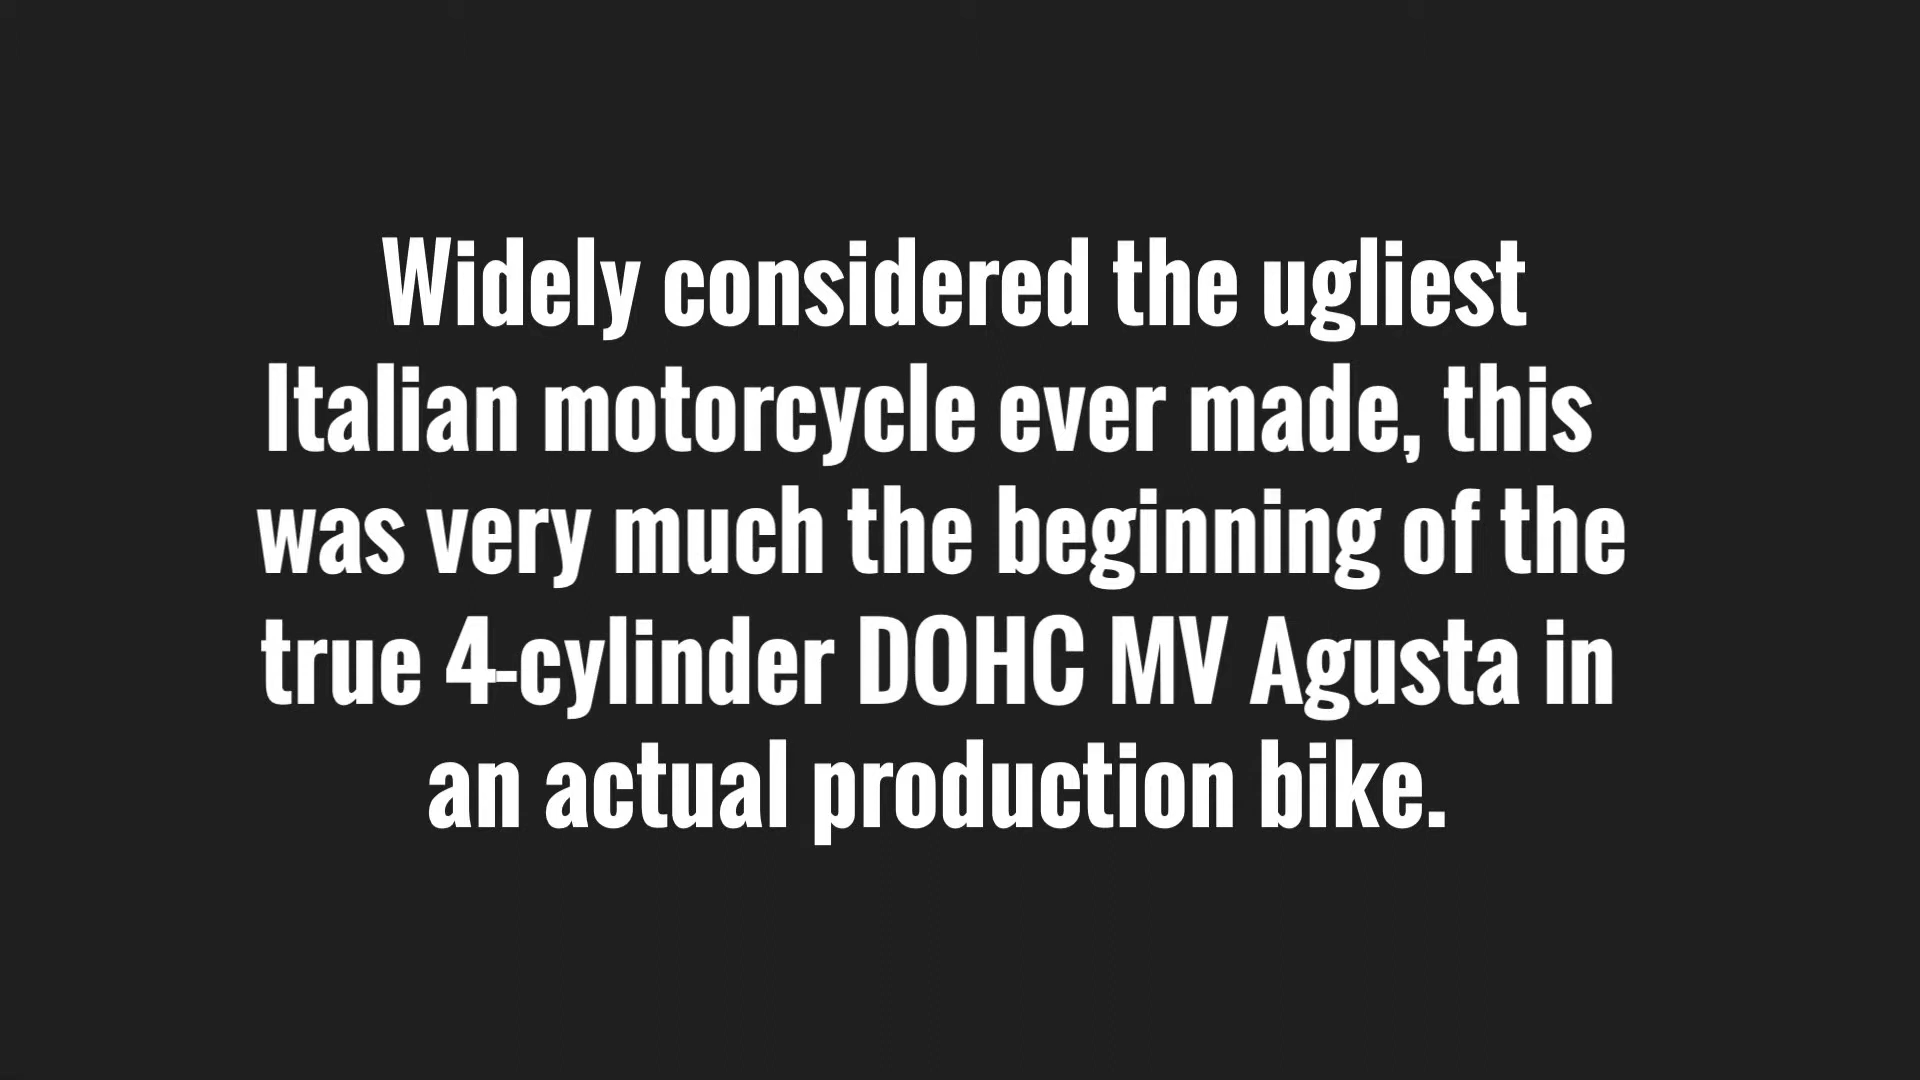 Widely considered the ugliest
Italian motorcycle ever made, this
was very much the beginning of the
true 4-cylinder DOHC MV Agusta in
an actual production bike.